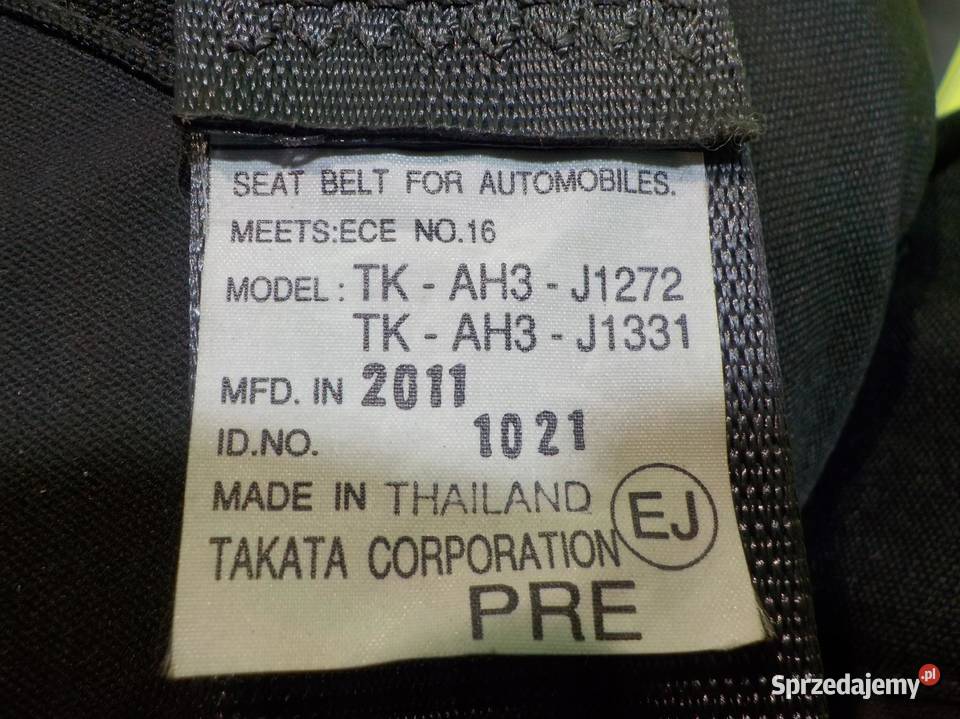 SEAT BELT FOR AUTOMOBILES.
MEETS:ECE NO.16
MODEL: TK - AH3 - J1272
TK - AH3 - J1331
MFD. IN 2011
ID.NO. 1021
MADE IN THAILAND
EJ
TAKATA CORPORATION
PRE
Sprzedajemy.pl